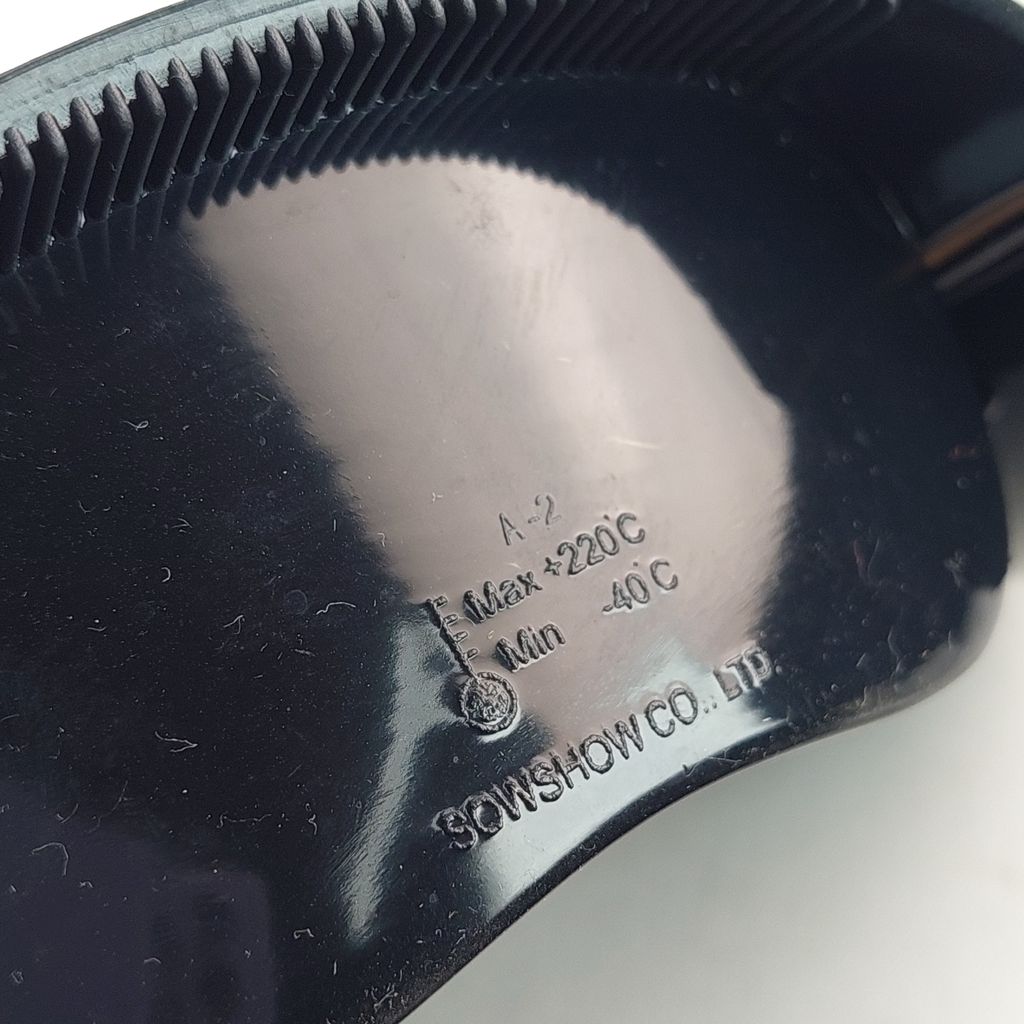 A-2
Max +220°C
Min -40°C
SOWSHOW CO., LTD.